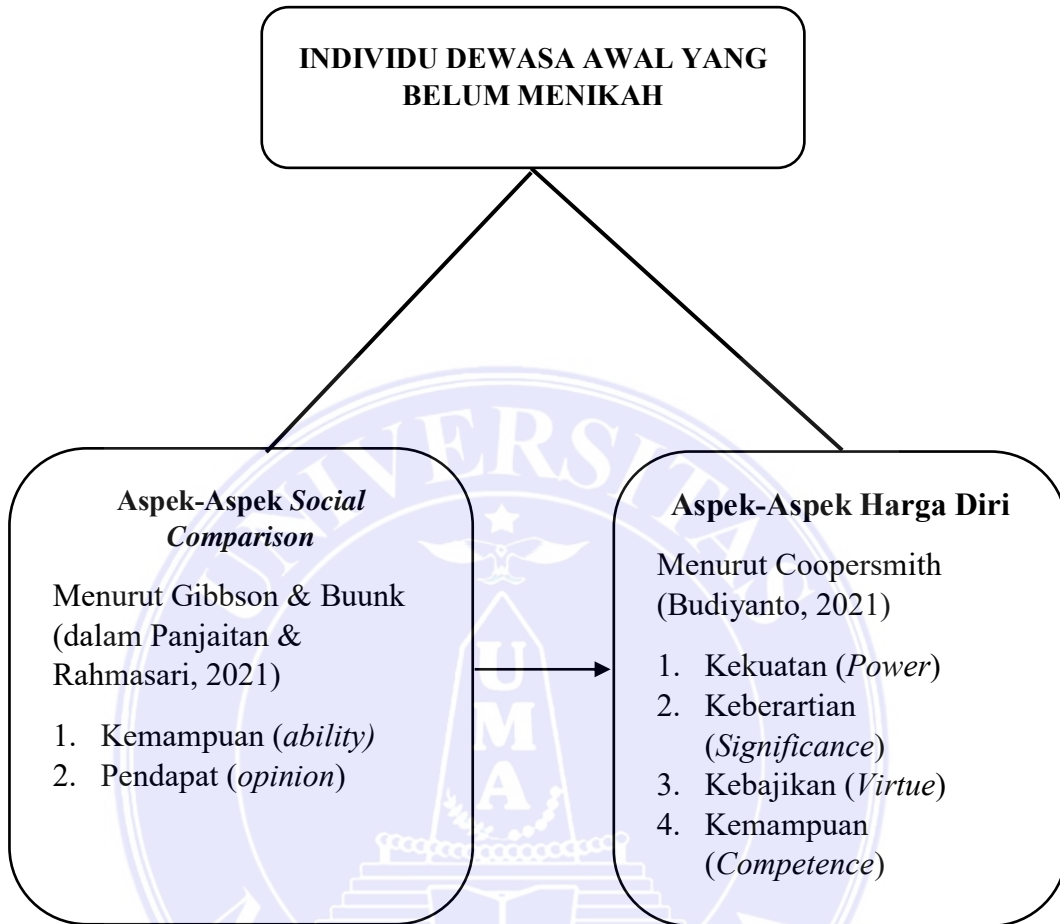 INDIVIDU DEWASA AWAL YANG
BELUM MENIKAH
Aspek-Aspek Social
Comparison
Menurut Gibbson & Buunk
(dalam Panjaitan &
Rahmasari, 2021)
1. Kemampuan (ability)
2. Pendapat (opinion)
Aspek-Aspek Harga Diri
Menurut Coopersmith
(Budiyanto, 2021)
1. Kekuatan (Power)
2. Keberartian
(Significance)
3. Kebajikan (Virtue)
4. Kemampuan
(Competence)
UNIVERSITAS
UMA